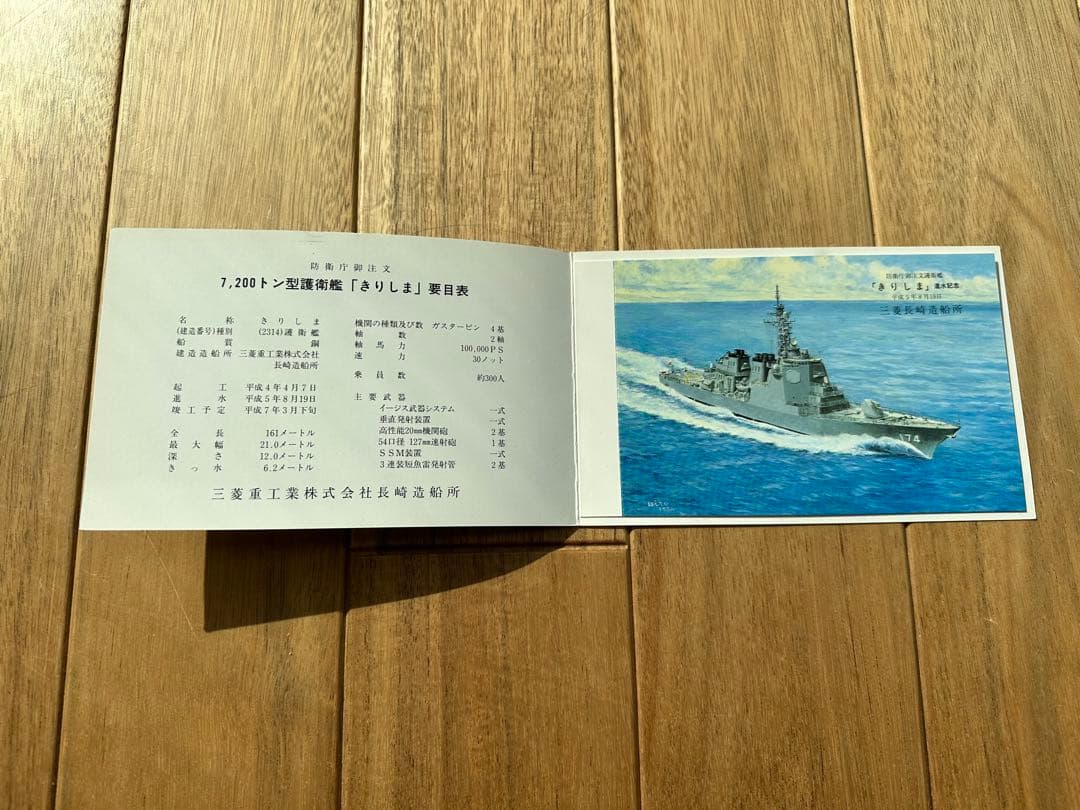 防衛庁御注文
7,200トン型護衛艦「きりしま」要目表
名称 きりしま
(建造番号)種別 (2314)護衛艦
船質 鋼
建造造船所 三菱重工業株式会社
長崎造船所
起工 平成4年4月7日
進水 平成5年8月19日
竣工予定 平成7年3月下旬
全長 161メートル
最大幅 21.0メートル
深さ 12.0メートル
きっ水 6.2メートル
機関の種類及び数 ガスタービン 4基
軸数 2軸
軸馬力 100,000PS
速力 30ノット
乗員数 約300人
主要武器
イージス武器システム 一式
垂直発射装置 一式
高性能20mm機関砲 2基
54口径 127mm速射砲 1基
SSM装置 一式
3連装短魚雷発射管 2基
三菱重工業株式会社長崎造船所
防衛庁御注文護衛艦
「きりしま」進水記念
平成5年8月19日
三菱長崎造船所
174